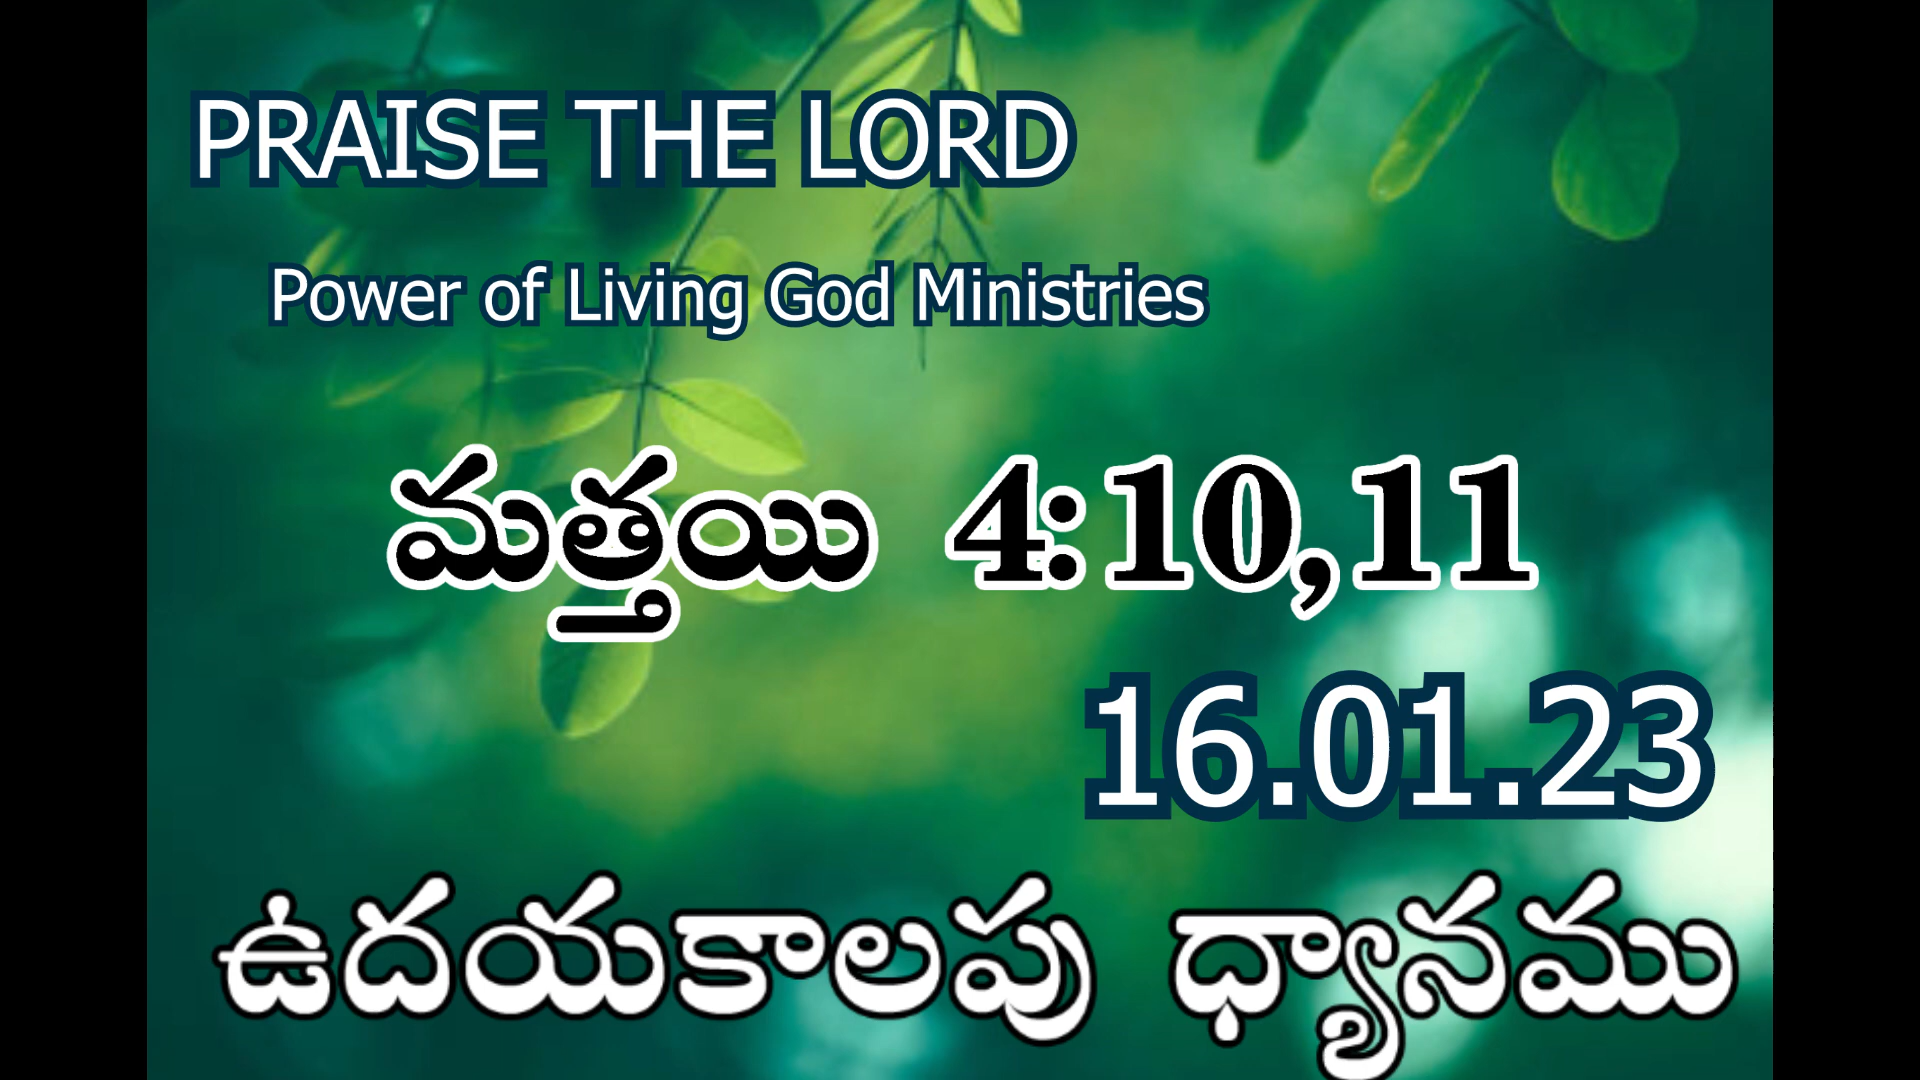 PRAISE THE LORD
Power of Living God Ministries
మత్తయి 4:10,11
16.01.23
ఉదయకాలపు ధ్యానము